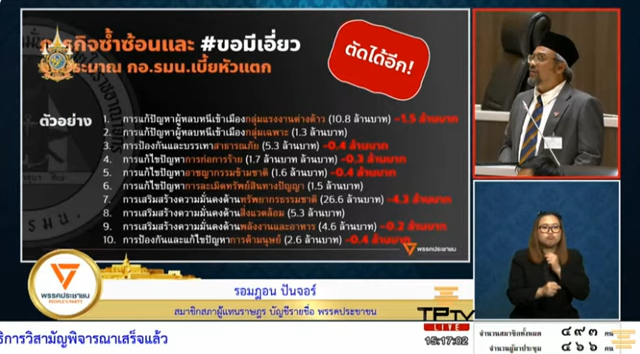 ภารกิจซ้ำซ้อนและ #ขอมีเอี่ยว
ประมาณ กอ.รมน.เบี้ยหัวแตก
ตัดได้อีก!
ตัวอย่าง
1. การแก้ปัญหาผู้หลบหนีเข้าเมืองกลุ่มแรงงานต่างด้าว (10.8 ล้านบาท) -1.5 ล้านบาท
2. การแก้ปัญหาผู้หลบหนีเข้าเมืองกลุ่มเฉพาะ (1.3 ล้านบาท)
3. การป้องกันและบรรเทาสาธารณภัย (5.3 ล้านบาท) -0.4 ล้านบาท
4. การแก้ไขปัญหาการก่อการร้าย (1.7 ล้านบาท ล้านบาท) -0.3 ล้านบาท
5. การแก้ไขปัญหาอาชญากรรมข้ามชาติ (1.6 ล้านบาท) -0.4 ล้านบาท
6. การแก้ไขปัญหาการละเมิดทรัพย์สินทางปัญญา (1.5 ล้านบาท)
7. การเสริมสร้างความมั่นคงด้านทรัพยากรธรรมชาติ (26.6 ล้านบาท) -4.3 ล้านบาท
8. การเสริมสร้างความมั่นคงด้านสิ่งแวดล้อม (5.3 ล้านบาท)
9. การเสริมสร้างความมั่นคงด้านพลังงานและอาหาร (4.6 ล้านบาท) -0.2 ล้านบาท
10. การป้องกันและแก้ไขปัญหาการค้ามนุษย์ (2.6 ล้านบาท) -0.4 ล้านบาท
พรรคประชาชน
พรรคประชาชน
PEOPLE'S PARTY
รอมฎอน ปันจอร์
สมาชิกสภาผู้แทนราษฎร บัญชีรายชื่อ พรรคประชาชน
TPtv
LIVE
15:17:02
จำนวนสมาชิกทั้งหมด ๔๙๓ คน
จำนวนผู้มาประชุม ๔๖๖ คน
ธิการวิสามัญพิจารณาเสร็จแล้ว